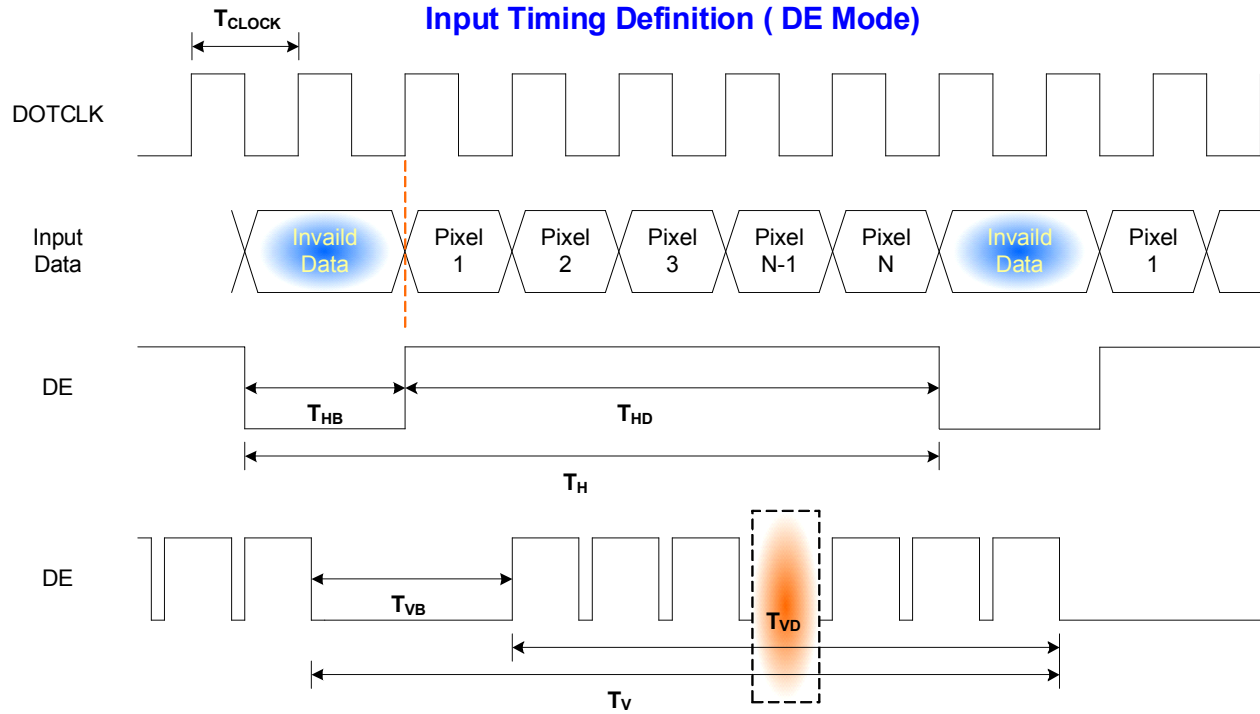 Input Timing Definition ( DE Mode)
TCLOCK
DOTCLK
Input
Data
Invaild
Data
Pixel
1
Pixel
2
Pixel
3
Pixel
N-1
Pixel
N
Invaild
Data
Pixel
1
DE
THB
THD
TH
DE
TVB
TVD
TV